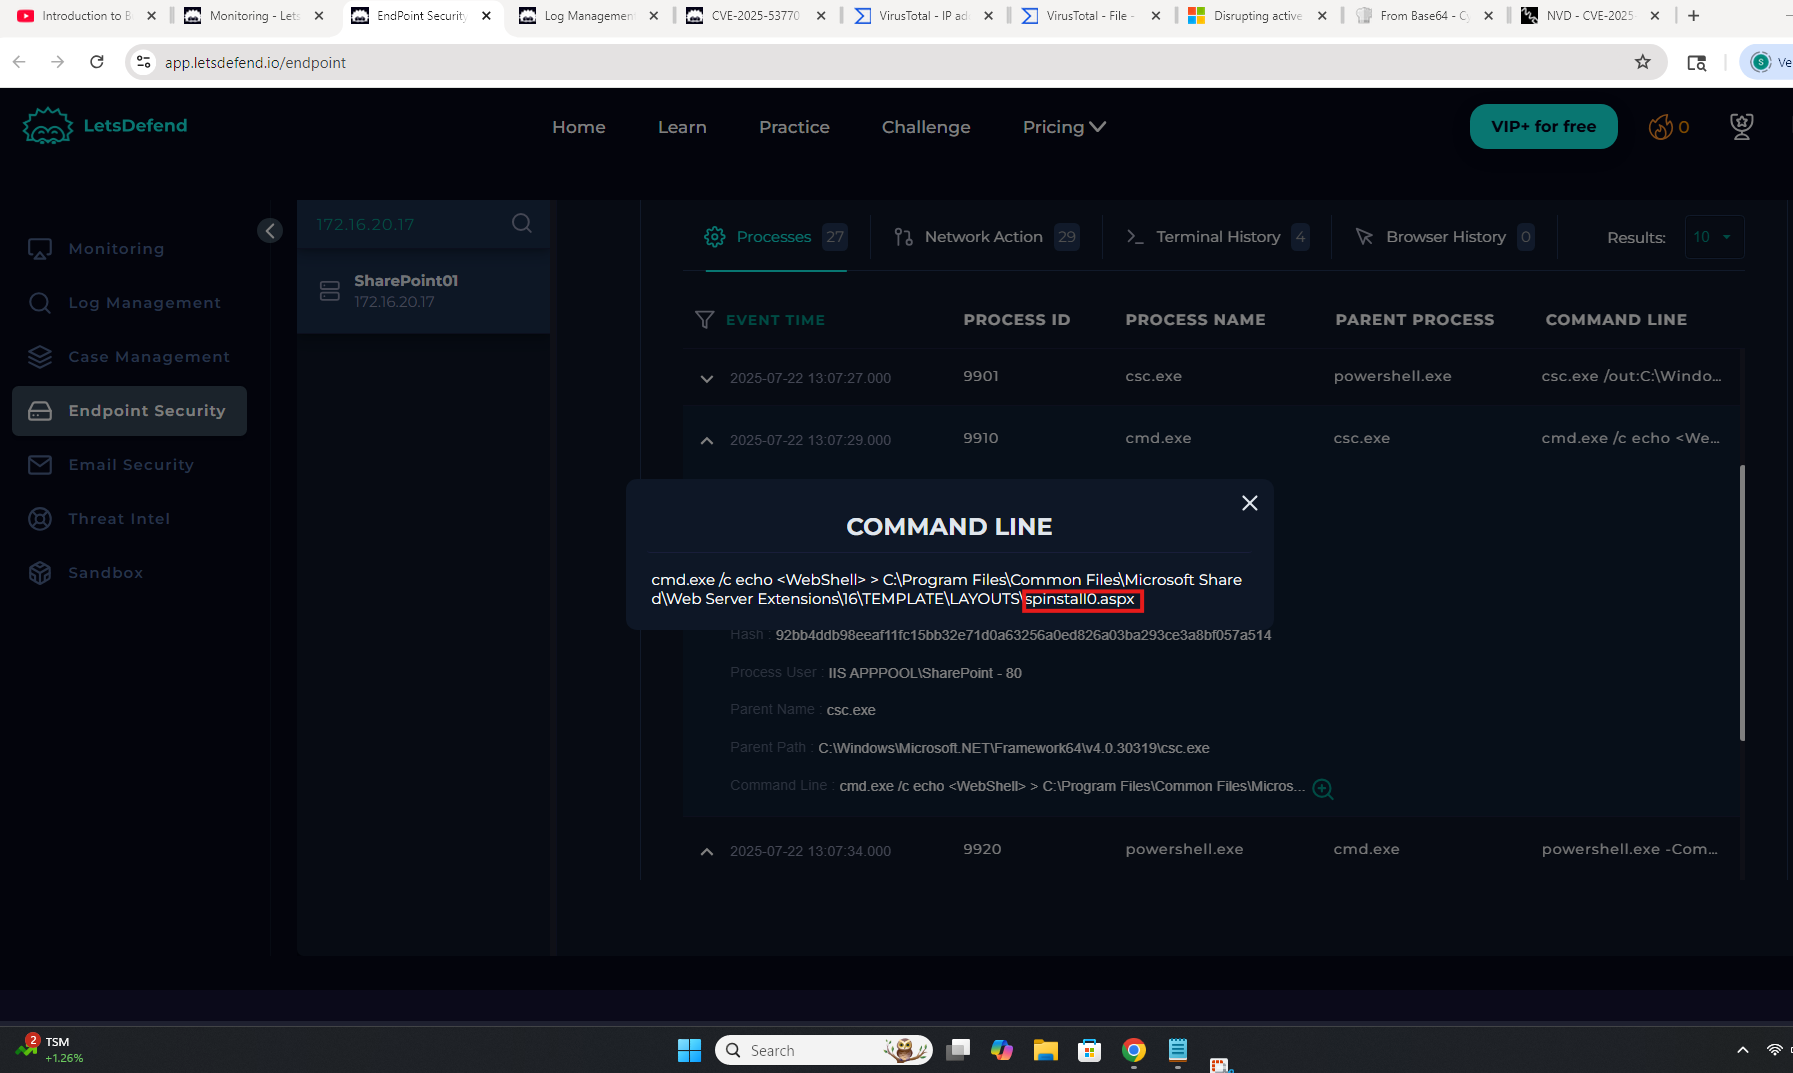 Introduction to B
Monitoring - Lets
EndPoint Security
Log Management
CVE-2025-53770
VirusTotal - IP ad
VirusTotal - File -
Disrupting active
From Base64 - Cy
NVD - CVE-2025-
app.letsdefend.io/endpoint
S
Ve
LetsDefend
Home
Learn
Practice
Challenge
Pricing
VIP+ for free
0
Monitoring
Log Management
Case Management
Endpoint Security
Email Security
Threat Intel
Sandbox
172.16.20.17
SharePoint01
172.16.20.17
Processes 27
Network Action 29
Terminal History 4
Browser History 0
Results: 10
EVENT TIME PROCESS ID PROCESS NAME PARENT PROCESS COMMAND LINE
2025-07-22 13:07:27.000 9901 csc.exe powershell.exe csc.exe /out:C:\Windo...
2025-07-22 13:07:29.000 9910 cmd.exe csc.exe cmd.exe /c echo <We...
COMMAND LINE
cmd.exe /c echo <WebShell> > C:\Program Files\Common Files\Microsoft Share
d\Web Server Extensions\16\TEMPLATE\LAYOUTS\spinstall0.aspx
Hash : 92bb4ddb98eeaf11fc15bb32e71d0a63256a0ed826a03ba293ce3a8bf057a514
Process User : IIS APPPOOL\SharePoint - 80
Parent Name : csc.exe
Parent Path : C:\Windows\Microsoft.NET\Framework64\v4.0.30319\csc.exe
Command Line : cmd.exe /c echo <WebShell> > C:\Program Files\Common Files\Micros...
2025-07-22 13:07:34.000 9920 powershell.exe cmd.exe powershell.exe -Com...
2
TSM
+1.26%
Search